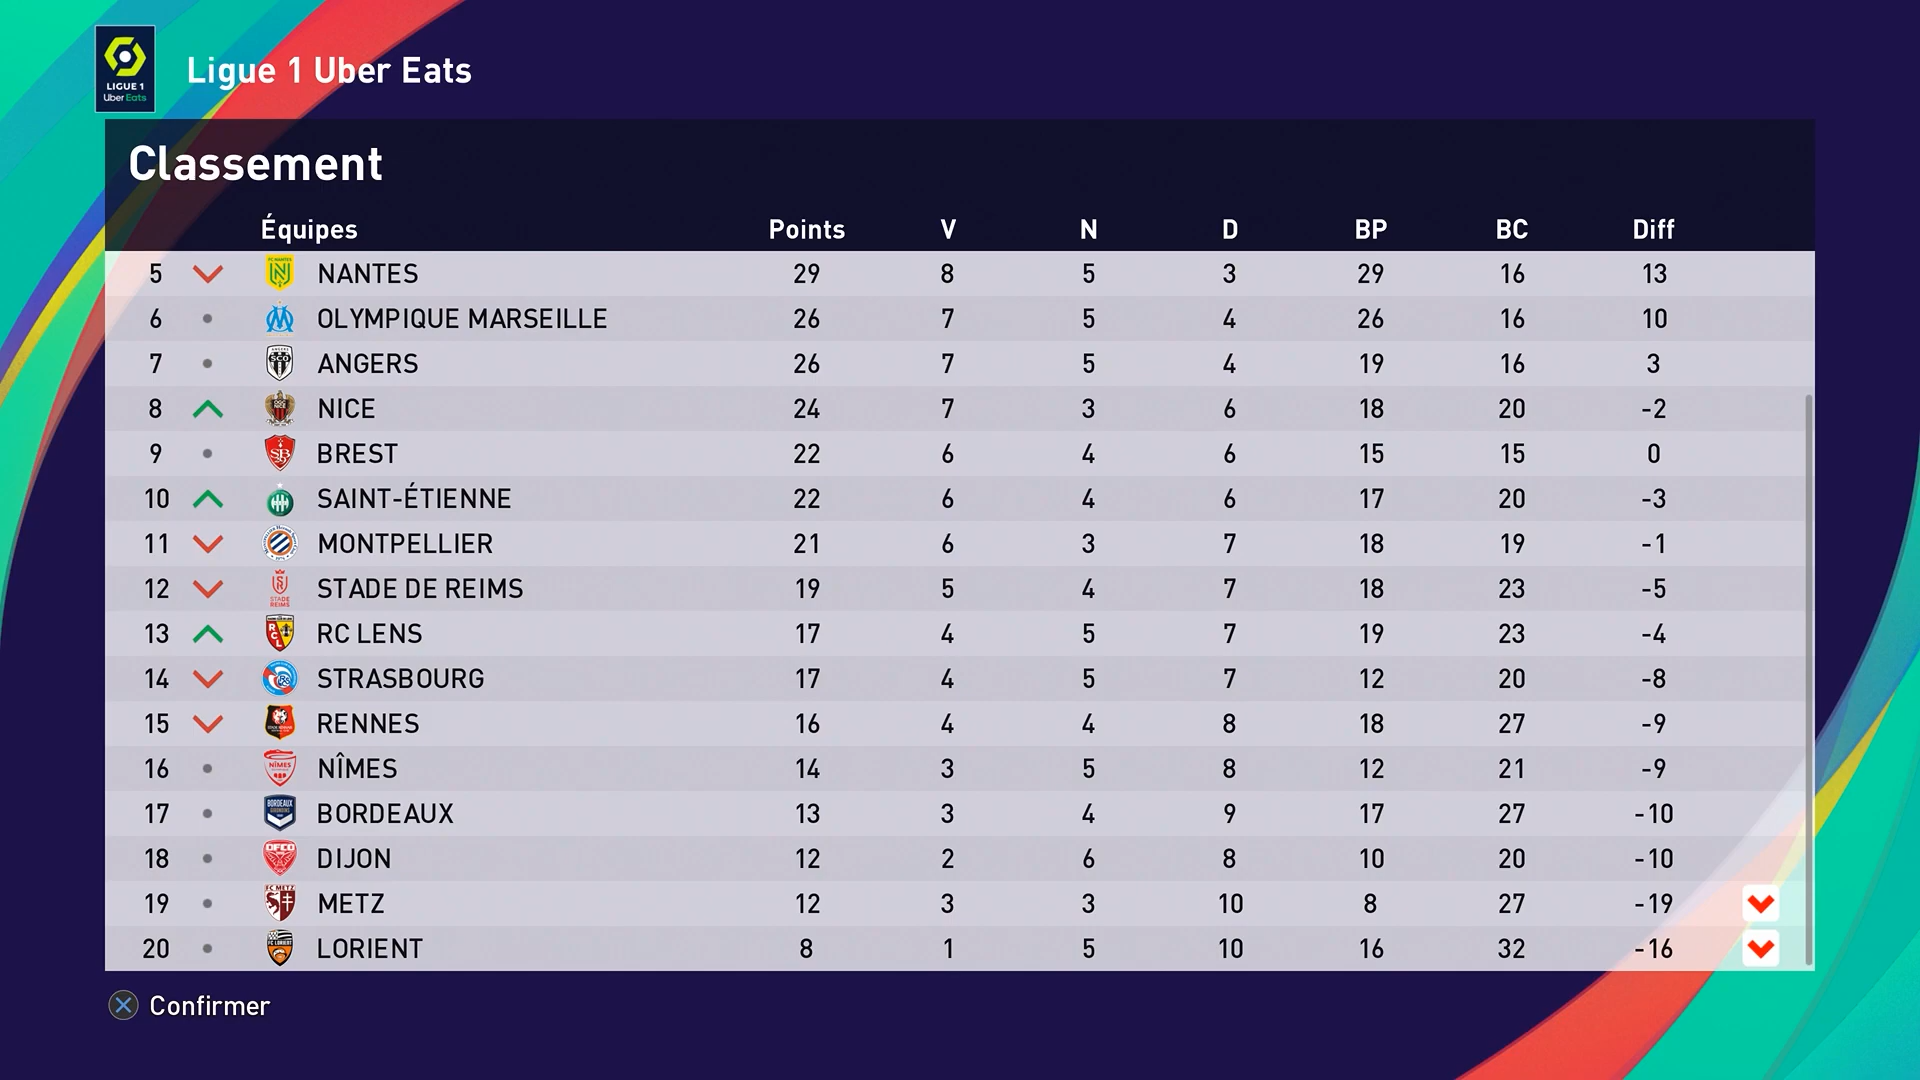 LIGUE 1
Uber Eats
Ligue 1 Uber Eats
Classement
Équipes Points V N D BP BC Diff
5 NANTES 29 8 5 3 29 16 13
6 OLYMPIQUE MARSEILLE 26 7 5 4 26 16 10
7 ANGERS 26 7 5 4 19 16 3
8 NICE 24 7 3 6 18 20 -2
9 BREST 22 6 4 6 15 15 0
10 SAINT-ÉTIENNE 22 6 4 6 17 20 -3
11 MONTPELLIER 21 6 3 7 18 19 -1
12 STADE DE REIMS 19 5 4 7 18 23 -5
13 RC LENS 17 4 5 7 19 23 -4
14 STRASBOURG 17 4 5 7 12 20 -8
15 RENNES 16 4 4 8 18 27 -9
16 NÎMES 14 3 5 8 12 21 -9
17 BORDEAUX 13 3 4 9 17 27 -10
18 DIJON 12 2 6 8 10 20 -10
19 METZ 12 3 3 10 8 27 -19
20 LORIENT 8 1 5 10 16 32 -16
Confirmer